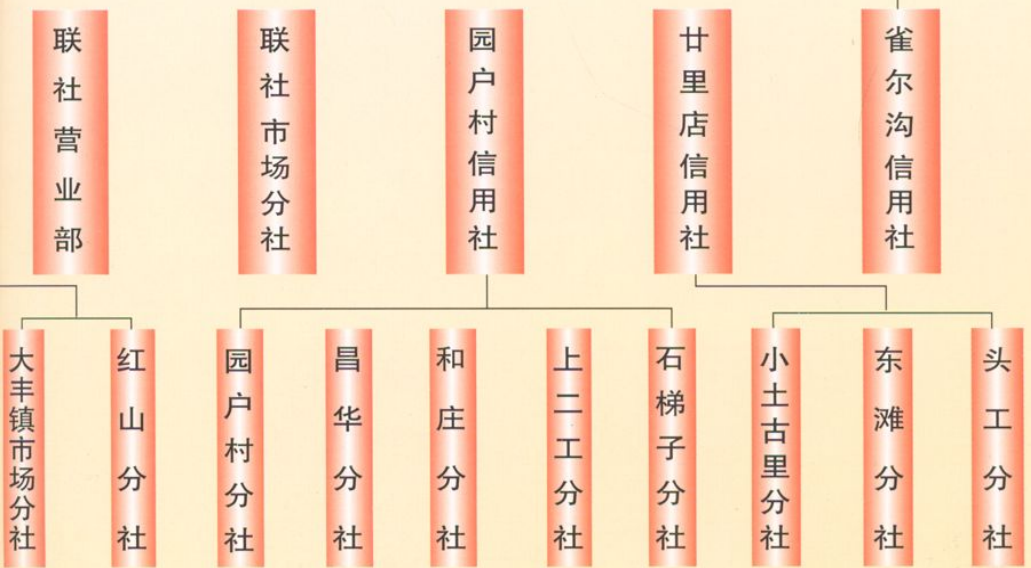 联社营业部
联社市场分社
园户村信用社
廿里店信用社
雀尔沟信用社
大丰镇市场分社
红山分社
园户村分社
昌华分社
和庄分社
上二工分社
石梯子分社
小土古里分社
东滩分社
头工分社